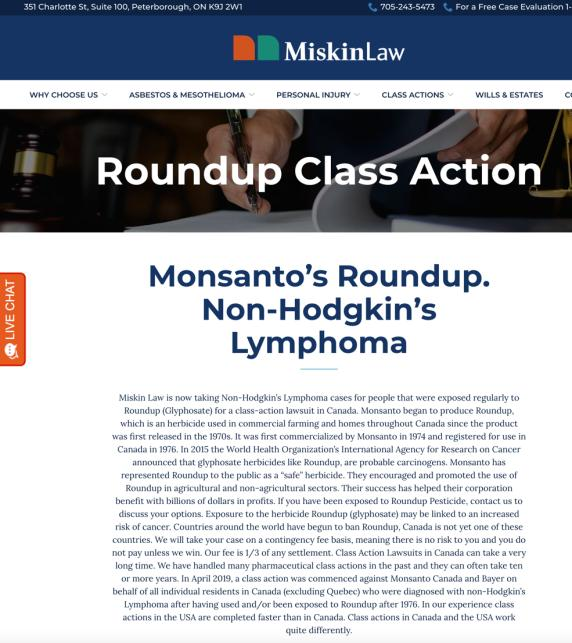 351 Charlotte St, Suite 100, Peterborough, ON K9J 2W1
705-243-5473
For a Free Case Evaluation 1-
MiskinLaw
WHY CHOOSE US
ASBESTOS & MESOTHELIOMA
PERSONAL INJURY
CLASS ACTIONS
WILLS & ESTATES
Roundup Class Action
LIVE CHAT
Monsanto's Roundup.
Non-Hodgkin's
Lymphoma
Miskin Law is now taking Non-Hodgkin's Lymphoma cases for people that were exposed regularly to
Roundup (Glyphosate) for a class-action lawsuit in Canada. Monsanto began to produce Roundup,
which is an herbicide used in commercial farming and homes throughout Canada since the product
was first released in the 1970s. It was first commercialized by Monsanto in 1974 and registered for use in
Canada in 1976. In 2015 the World Health Organization's International Agency for Research on Cancer
announced that glyphosate herbicides like Roundup, are probable carcinogens. Monsanto has
represented Roundup to the public as a "safe" herbicide. They encouraged and promoted the use of
Roundup in agricultural and non-agricultural sectors. Their success has helped their corporation
benefit with billions of dollars in profits. If you have been exposed to Roundup Pesticide, contact us to
discuss your options. Exposure to the herbicide Roundup (glyphosate) may be linked to an increased
risk of cancer. Countries around the world have begun to ban Roundup, Canada is not yet one of these
countries. We will take your case on a contingency fee basis, meaning there is no risk to you and you do
not pay unless we win. Our fee is 1/3 of any settlement. Class Action Lawsuits in Canada can take a very
long time. We have handled many pharmaceutical class actions in the past and they can often take ten
or more years. In April 2019, a class action was commenced against Monsanto Canada and Bayer on
behalf of all individual residents in Canada (excluding Quebec) who were diagnosed with non-Hodgkin's
Lymphoma after having used and/or been exposed to Roundup after 1976. In our experience class
actions in the USA are completed faster than in Canada. Class actions in Canada and the USA work
quite differently.